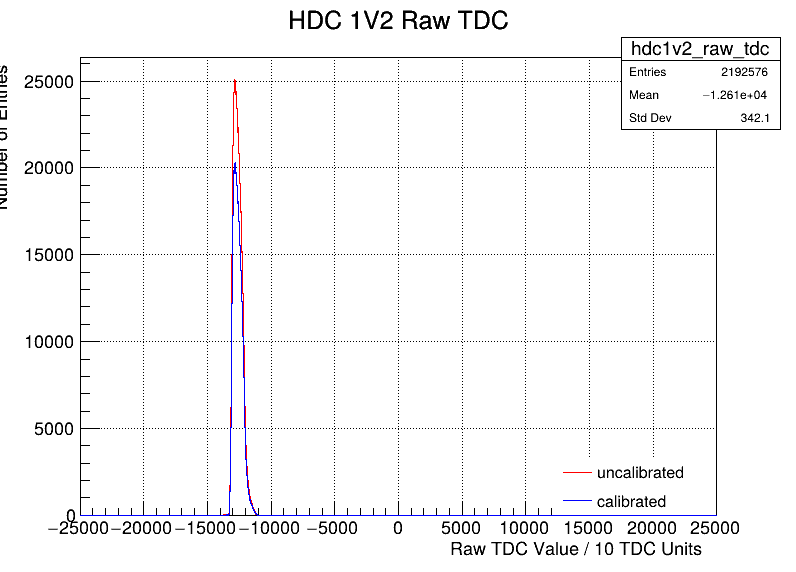 HDC 1V2 Raw TDC
hdc1v2_raw_tdc
Entries 2192576
Mean −1.261e+04
Std Dev 342.1
Number of Entries
25000
20000
15000
10000
5000
0
−25000 −20000 −15000 −10000 −5000 0 5000 10000 15000 20000 25000
uncalibrated
calibrated
Raw TDC Value / 10 TDC Units